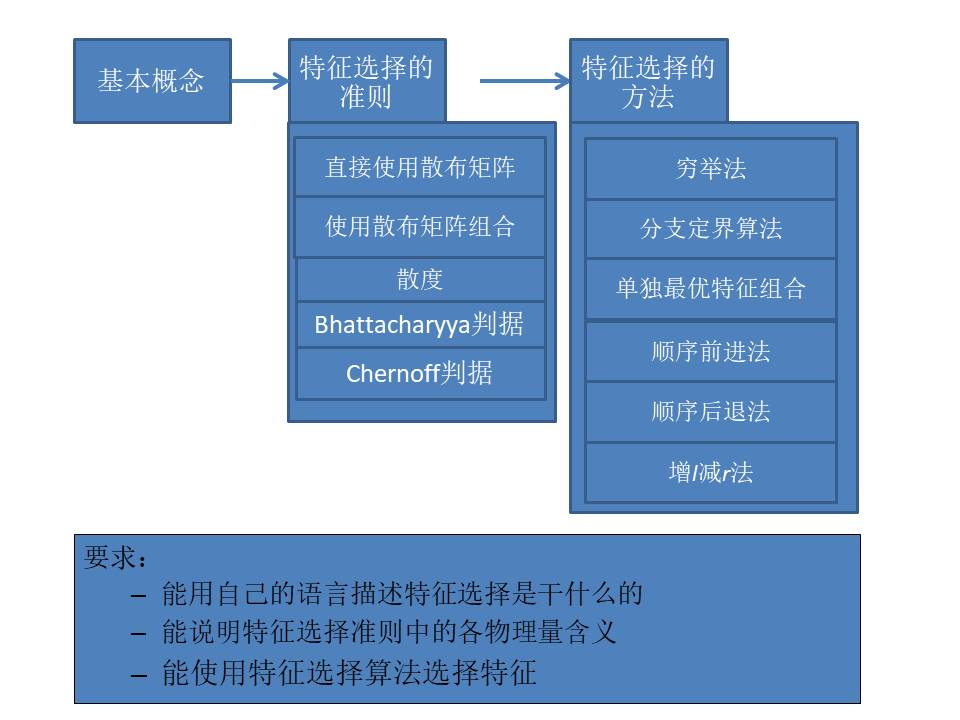 基本概念
特征选择的
准则
直接使用散布矩阵
使用散布矩阵组合
散度
Bhattacharyya判据
Chernoff判据
特征选择的
方法
穷举法
分支定界算法
单独最优特征组合
顺序前进法
顺序后退法
增l减r法
要求：
– 能用自己的语言描述特征选择是干什么的
– 能说明特征选择准则中的各物理量含义
– 能使用特征选择算法选择特征